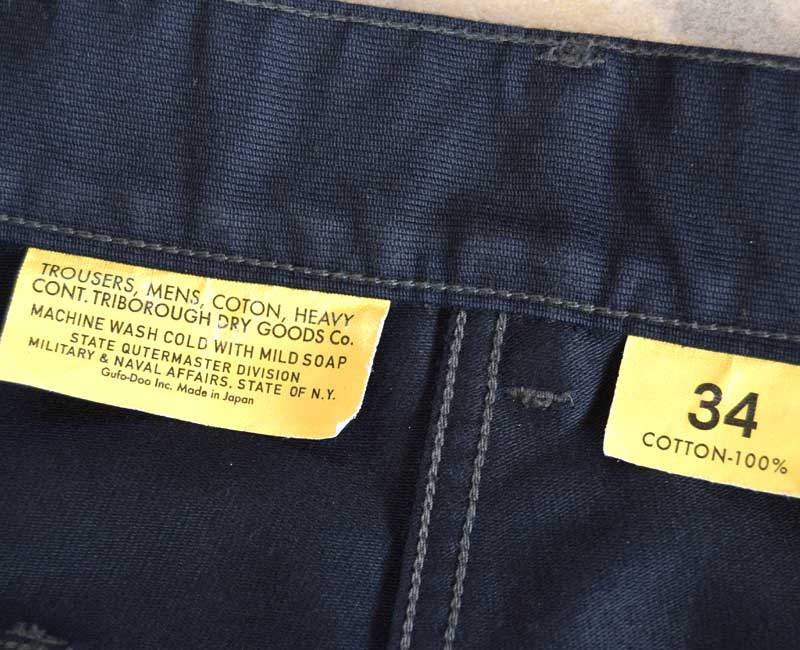 TROUSERS, MENS, COTON, HEAVY
CONT. TRIBOROUGH DRY GOODS Co.
MACHINE WASH COLD WITH MILD SOAP
STATE QUTERMASTER DIVISION
MILITARY & NAVAL AFFAIRS, STATE OF N.Y.
Gufo-Doo Inc. Made in Japan
34
COTTON-100%